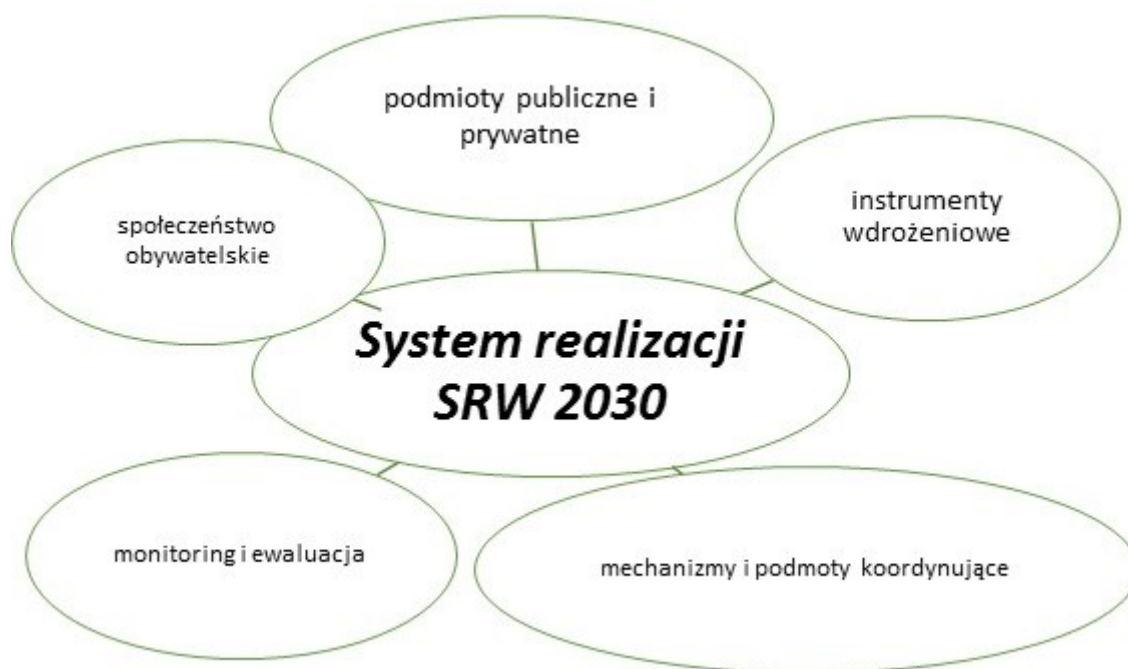 podmioty publiczne i
prywatne
społeczeństwo
obywatelskie
instrumenty
wdrożeniowe
System realizacji
SRW 2030
monitoring i ewaluacja
mechanizmy i podmoty koordynujące